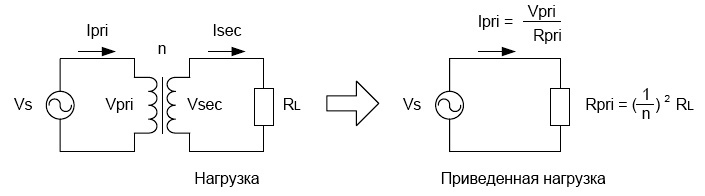 Ipri
n
Isec
Vs
Vpri
Vsec
RL
Нагрузка
Ipri = Vpri / Rpri
Vs
Rpri = (1/n)² RL
Приведенная нагрузка